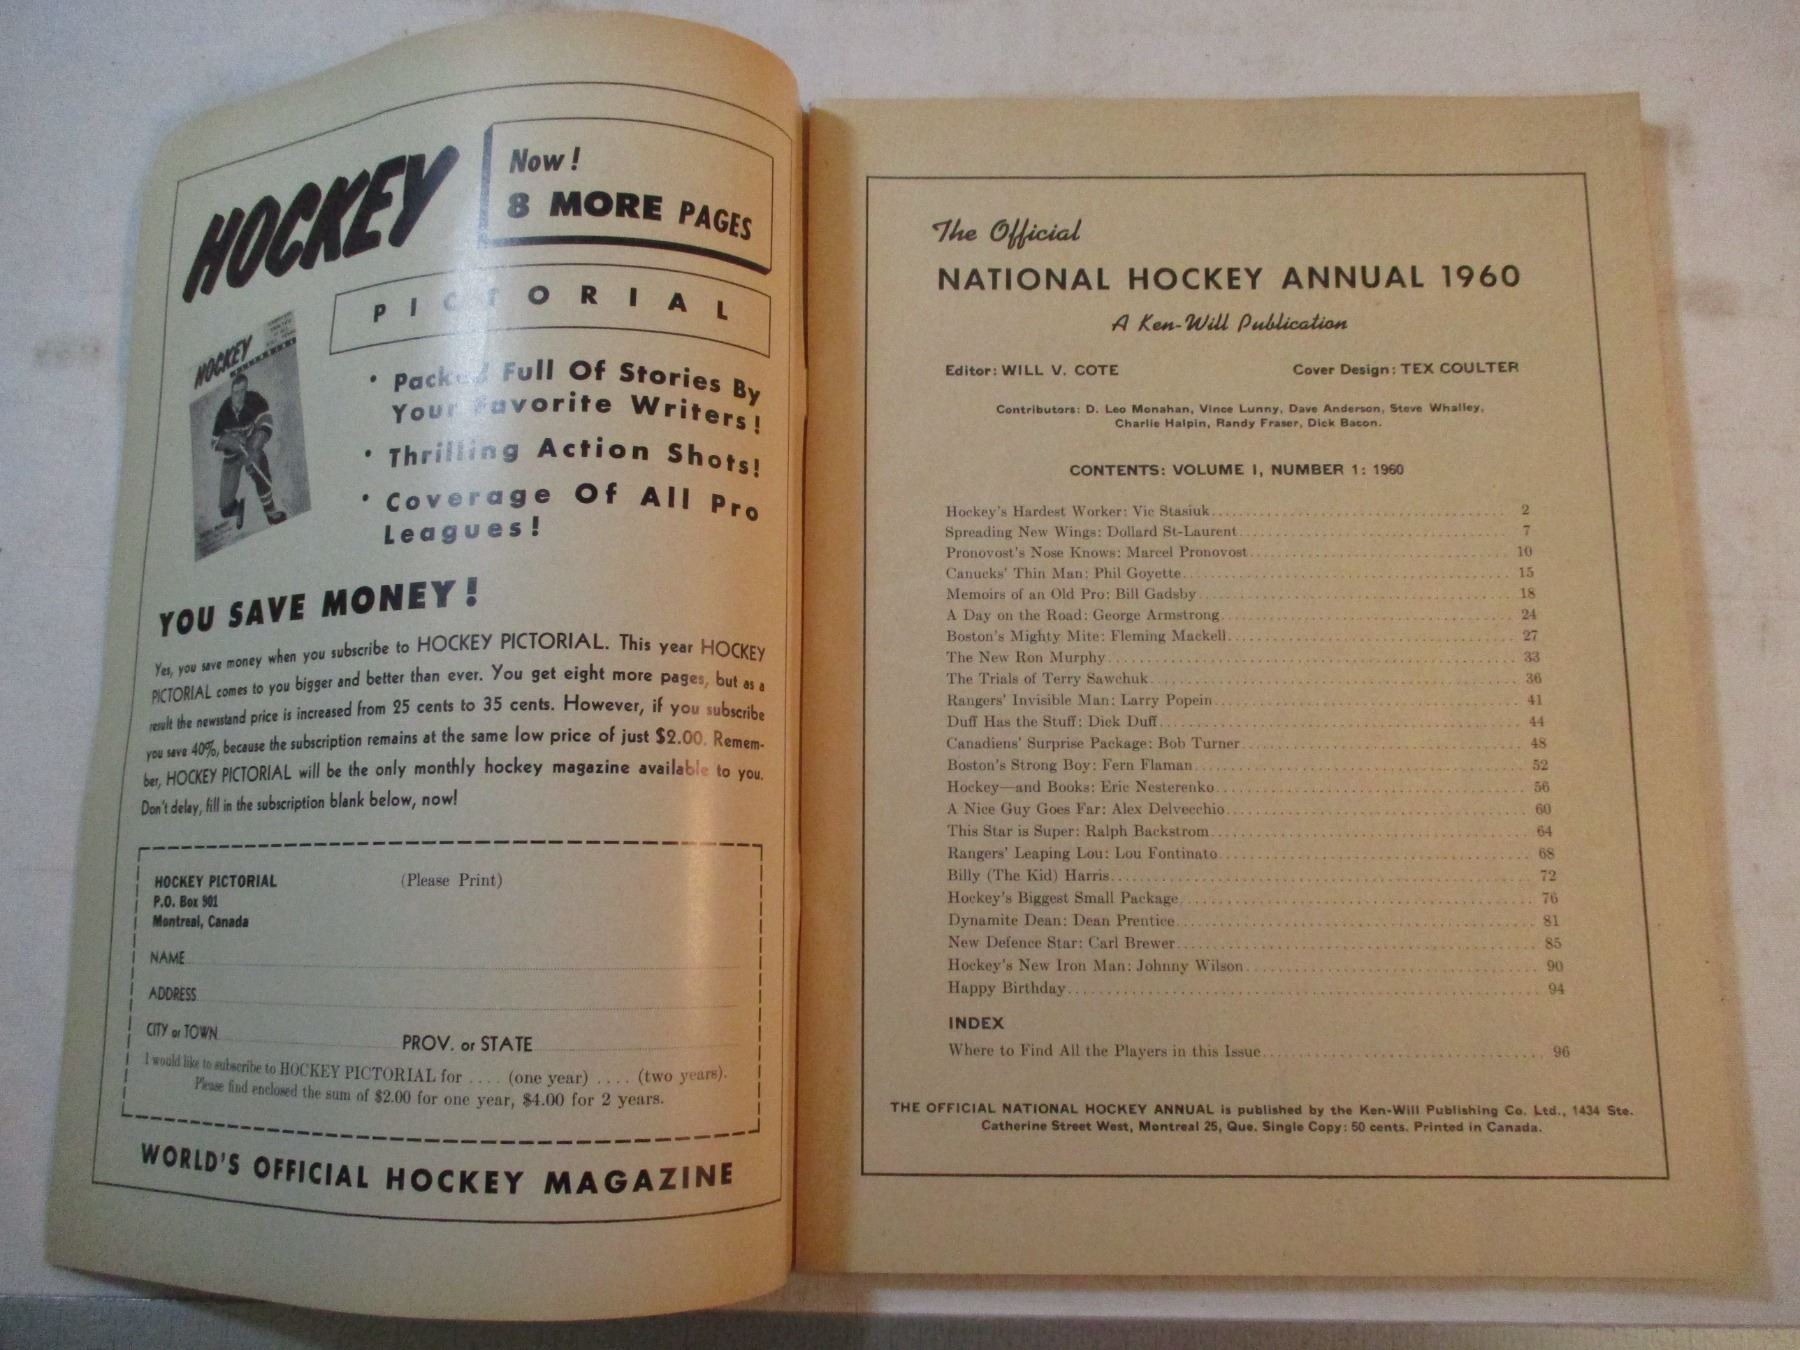 HOCKEY
Now!
8 MORE PAGES
PICTORIAL
HOCKEY
• Packed Full Of Stories By
Your Favorite Writers!
• Thrilling Action Shots!
• Coverage Of All Pro
Leagues!
YOU SAVE MONEY!
Yes, you save money when you subscribe to HOCKEY PICTORIAL. This year HOCKEY
PICTORIAL comes to you bigger and better than ever. You get eight more pages, but as a
result the newsstand price is increased from 25 cents to 35 cents. However, if you subscribe
you save 40%, because the subscription remains at the same low price of just $2.00. Remem-
ber, HOCKEY PICTORIAL will be the only monthly hockey magazine available to you.
Don't delay, fill in the subscription blank below, now!
HOCKEY PICTORIAL (Please Print)
P.O. Box 901
Montreal, Canada
NAME
ADDRESS
CITY or TOWN PROV. or STATE
I would like to subscribe to HOCKEY PICTORIAL for .... (one year) .... (two years).
Please find enclosed the sum of $2.00 for one year, $4.00 for 2 years.
WORLD'S OFFICIAL HOCKEY MAGAZINE
The Official
NATIONAL HOCKEY ANNUAL 1960
A Ken-Will Publication
Editor: WILL V. COTE Cover Design: TEX COULTER
Contributors: D. Leo Monahan, Vince Lunny, Dave Anderson, Steve Whalley,
Charlie Halpin, Randy Fraser, Dick Bacon.
CONTENTS: VOLUME I, NUMBER 1: 1960
Hockey's Hardest Worker: Vic Stasiuk 2
Spreading New Wings: Dollard St-Laurent 7
Pronovost's Nose Knows: Marcel Pronovost 10
Canucks' Thin Man: Phil Goyette 15
Memoirs of an Old Pro: Bill Gadsby 18
A Day on the Road: George Armstrong 24
Boston's Mighty Mite: Fleming Mackell 27
The New Ron Murphy 33
The Trials of Terry Sawchuk 36
Rangers' Invisible Man: Larry Popein 41
Duff Has the Stuff: Dick Duff 44
Canadiens' Surprise Package: Bob Turner 48
Boston's Strong Boy: Fern Flaman 52
Hockey—and Books: Eric Nesterenko 56
A Nice Guy Goes Far: Alex Delvecchio 60
This Star is Super: Ralph Backstrom 64
Rangers' Leaping Lou: Lou Fontinato 68
Billy (The Kid) Harris 72
Hockey's Biggest Small Package 76
Dynamite Dean: Dean Prentice 81
New Defence Star: Carl Brewer 85
Hockey's New Iron Man: Johnny Wilson 90
Happy Birthday 94
INDEX
Where to Find All the Players in this Issue 96
THE OFFICIAL NATIONAL HOCKEY ANNUAL is published by the Ken-Will Publishing Co. Ltd., 1434 Ste.
Catherine Street West, Montreal 25, Que. Single Copy: 50 cents. Printed in Canada.